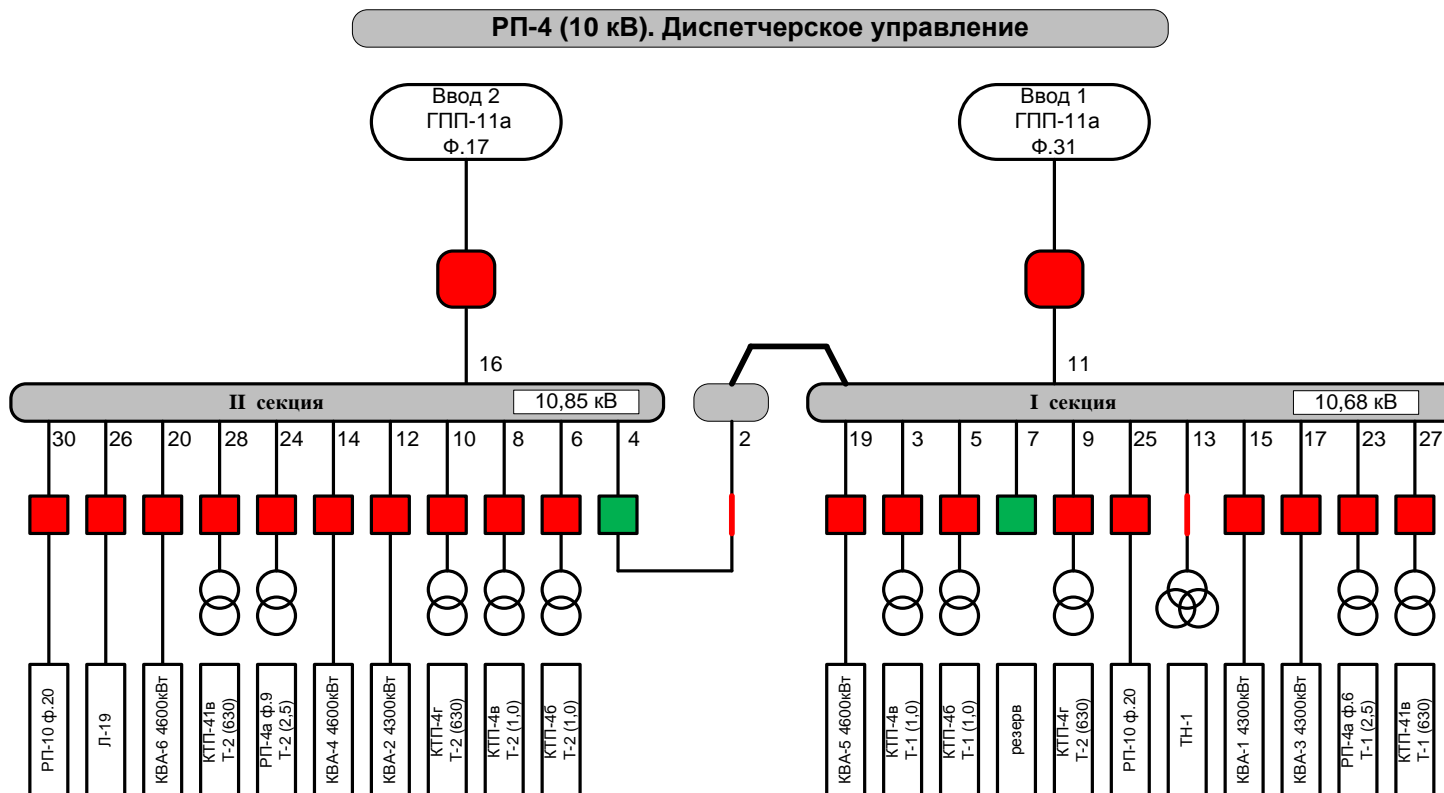 РП-4 (10 кВ). Диспетчерское управление
Ввод 2
ГПП-11а
Ф.17
Ввод 1
ГПП-11а
Ф.31
16
11
II секция
10,85 кВ
I секция
10,68 кВ
30
26
20
28
24
14
12
10
8
6
4
2
19
3
5
7
9
25
13
15
17
23
27
РП-10 ф.20
Л-19
КВА-6 4600кВт
КТП-41в
Т-2 (630)
РП-4а ф.9
Т-2 (2,5)
КВА-4 4600кВт
КВА-2 4300кВт
КТП-4г
Т-2 (630)
КТП-4в
Т-2 (1,0)
КТП-4б
Т-2 (1,0)
КВА-5 4600кВт
КТП-4в
Т-1 (1,0)
КТП-4б
Т-1 (1,0)
резерв
КТП-4г
Т-2 (630)
РП-10 ф.20
ТН-1
КВА-1 4300кВт
КВА-3 4300кВт
РП-4а ф.6
Т-1 (2,5)
КТП-41в
Т-1 (630)